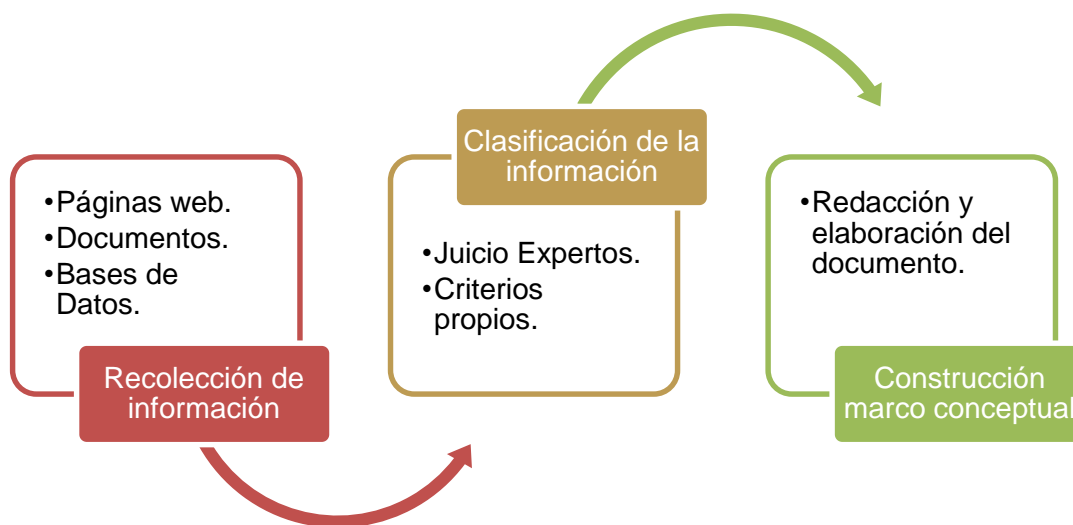 •Páginas web.
•Documentos.
•Bases de
Datos.
Recolección de
información
Clasificación de la
información
•Juicio Expertos.
•Criterios
propios.
•Redacción y
elaboración del
documento.
Construcción
marco conceptual